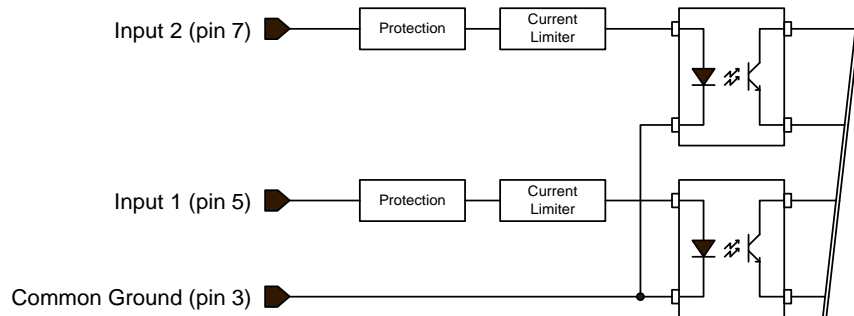 Input 2 (pin 7)
Protection
Current
Limiter
Input 1 (pin 5)
Protection
Current
Limiter
Common Ground (pin 3)